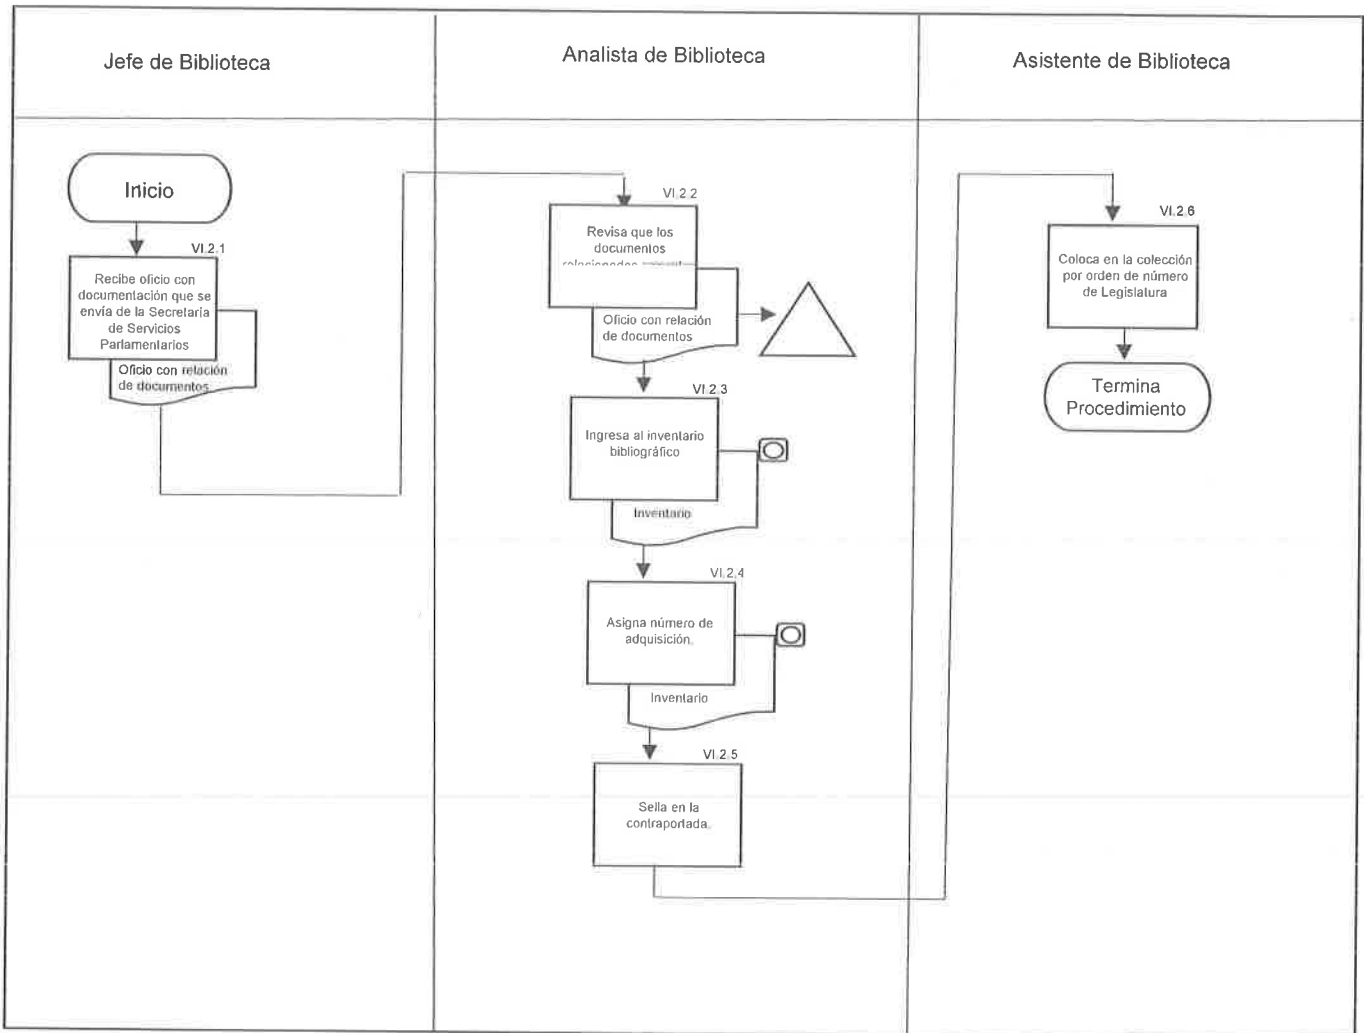 Jefe de Biblioteca
Analista de Biblioteca
Asistente de Biblioteca
Inicio
VI.2.1
Recibe oficio con
documentación que se
envía de la Secretaría
de Servicios
Parlamentarios
Oficio con relación
de documentos
VI.2.2
Revisa que los
documentos
relacionados
Oficio con relación
de documentos
VI.2.3
Ingresa al inventario
bibliográfico
Inventario
VI.2.4
Asigna número de
adquisición.
Inventario
VI.2.5
Sella en la
contraportada.
VI.2.6
Coloca en la colección
por orden de número
de Legislatura
Termina
Procedimiento